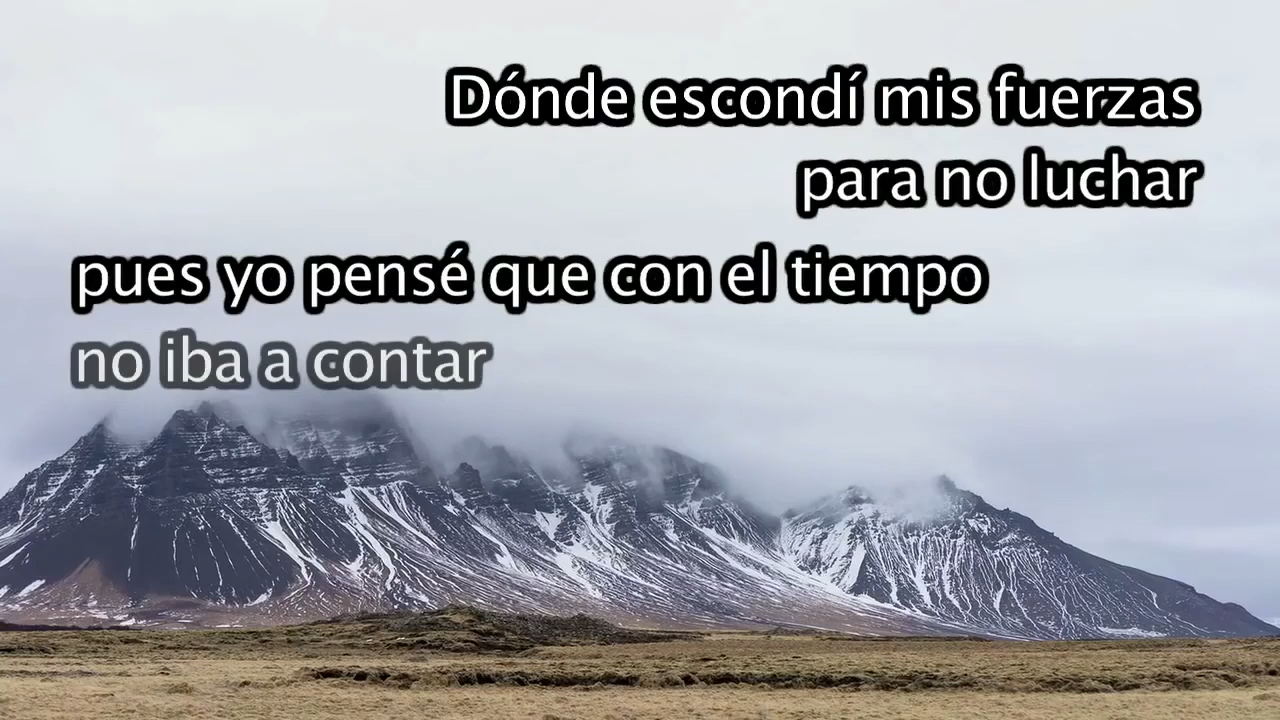 Dónde escondí mis fuerzas
para no luchar
pues yo pensé que con el tiempo
no iba a contar